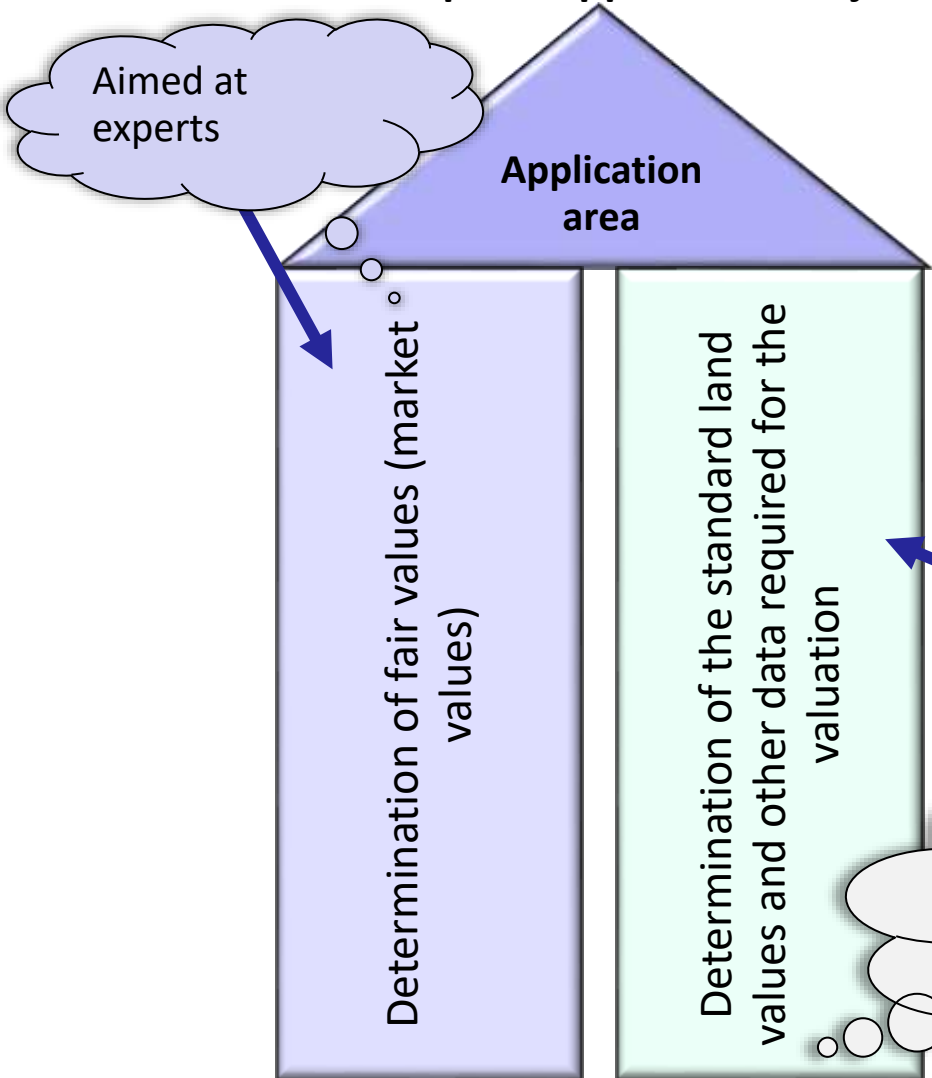 Aimed at
experts
Application
area
Determination of fair values (market
values)
Determination of the standard land
values and other data required for the
valuation